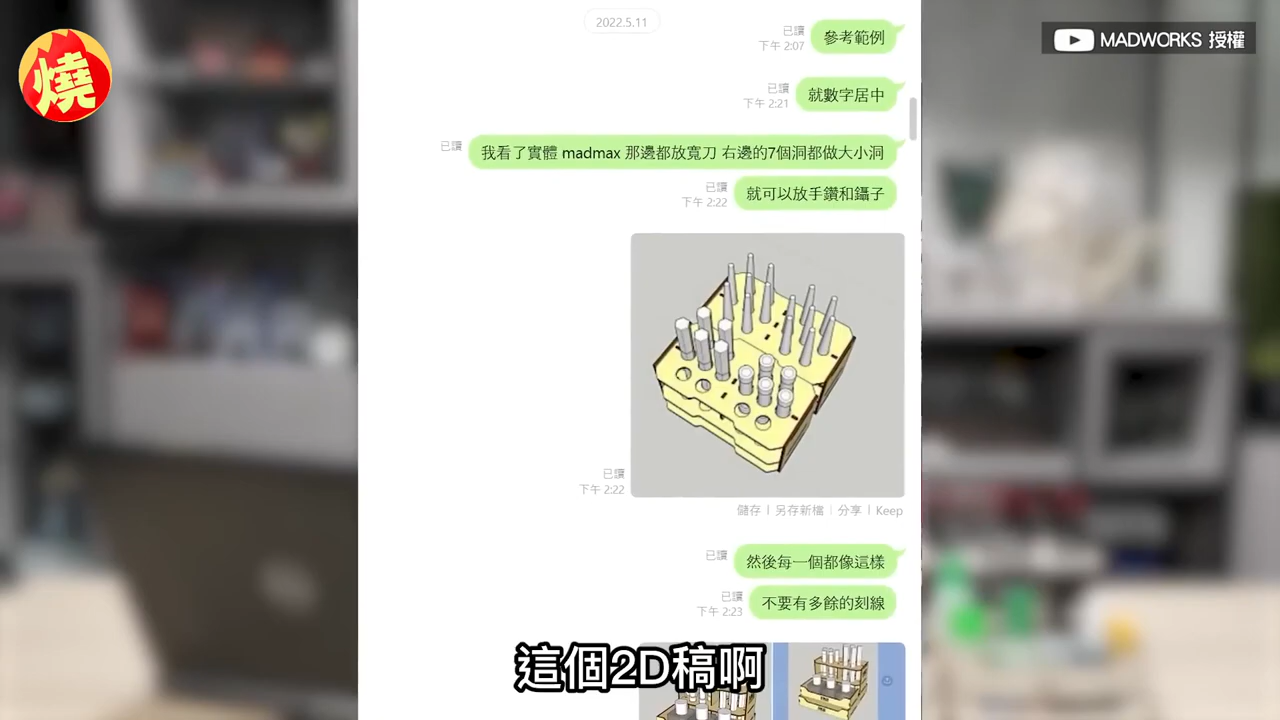 燒
MADWORKS 授權
2022.5.11
已讀
下午 2:07
參考範例
已讀
下午 2:21
就數字居中
已讀
我看了實體 madmax 那邊都放寬刀 右邊的7個洞都做大小洞
已讀
下午 2:22
就可以放手鑽和鑷子
已讀
下午 2:22
儲存 | 另存新檔 | 分享 | Keep
已讀
然後每一個都像這樣
已讀
下午 2:23
不要有多餘的刻線
這個2D稿啊